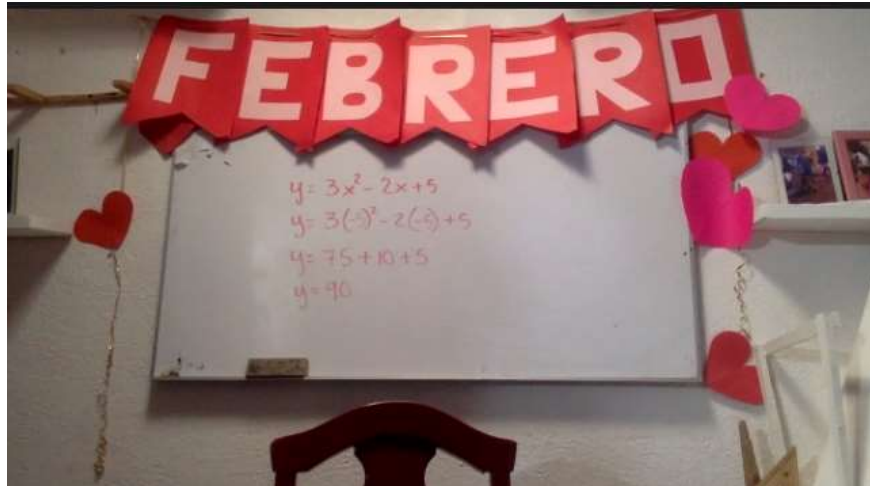 FEBRERO
y = 3x² - 2x + 5
y = 3(-5)² - 2(-5) + 5
y = 75 + 10 + 5
y = 90